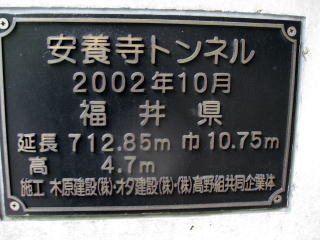 安養寺トンネル
2002年10月
福井県
延長 712.85m 巾 10.75m
高 4.7m
施工 木原建設(株)・オタ建設(株)・(株)高野組共同企業体